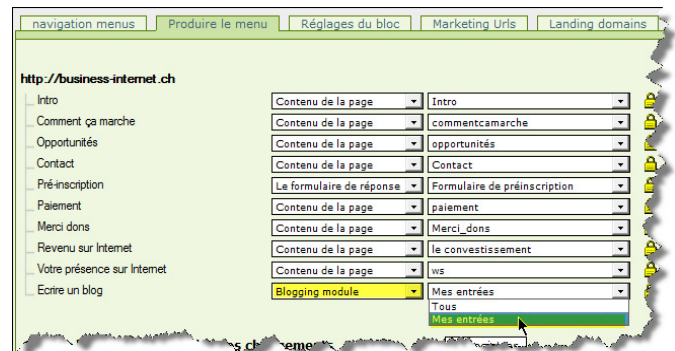 navigation menus Produire le menu Réglages du bloc Marketing Urls Landing domains
http://business-internet.ch
Intro Contenu de la page Intro
Comment ça marche Contenu de la page commentcamarche
Opportunités Contenu de la page opportunités
Contact Contenu de la page Contact
Pré-inscription Le formulaire de réponse Formulaire de préinscription
Paiement Contenu de la page paiement
Merci dons Contenu de la page Merci_dons
Revenu sur Internet Contenu de la page le convestissement
Votre présence sur Internet Contenu de la page ws
Ecrire un blog Blogging module Mes entrées
Tous
Mes entrées